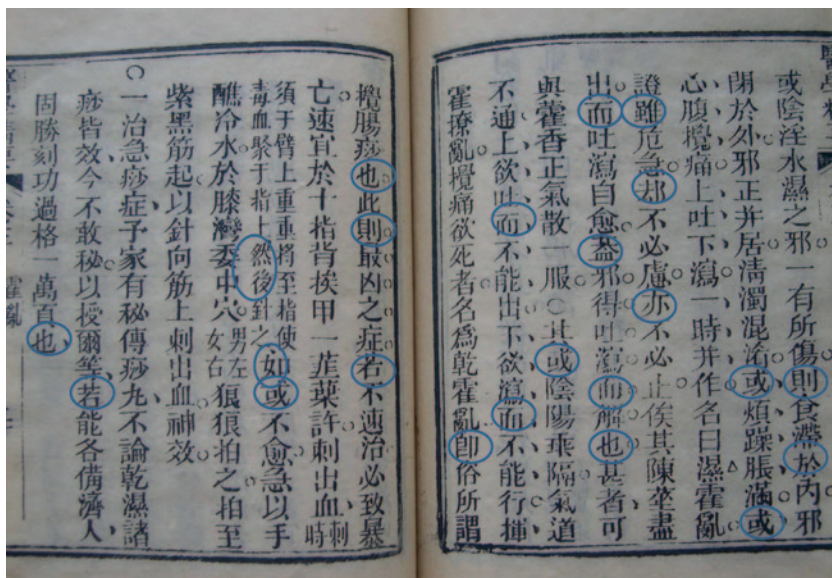 或陰淫水濕之邪一有所傷則食滯於內邪
閉於外邪正并居淸濁混淆或煩躁脹滿或
心腹攪痛上吐下瀉一時并作名曰濕霍亂
證雖危急却不必慮亦不必止俟其陳莝盡
出而吐瀉自愈葢邪得吐瀉而解也甚者可
與藿香正氣散一服○其或陰陽乖隔氣道
不通上欲吐而不能出下欲瀉而不能行揮
霍撩亂攪痛欲死者名爲乾霍亂卽俗所謂
攪腸痧也此則最凶之症若不速治必致暴
亡速宜於十指背挨甲一韮葉許刺出血刺時
須于臂上重重將至指使毒血聚于指上然後針之如或不愈急以手
醮冷水於膝灣委中穴男左女右狠狠拍之拍至
紫黑筋起以針向筋上刺出血神效
○一治急痧症予家有秘傳痧丸不論乾濕諸
痧皆效今不敢秘以授爾等若能各備濟人
固勝刻功過格一萬頁也
霍亂